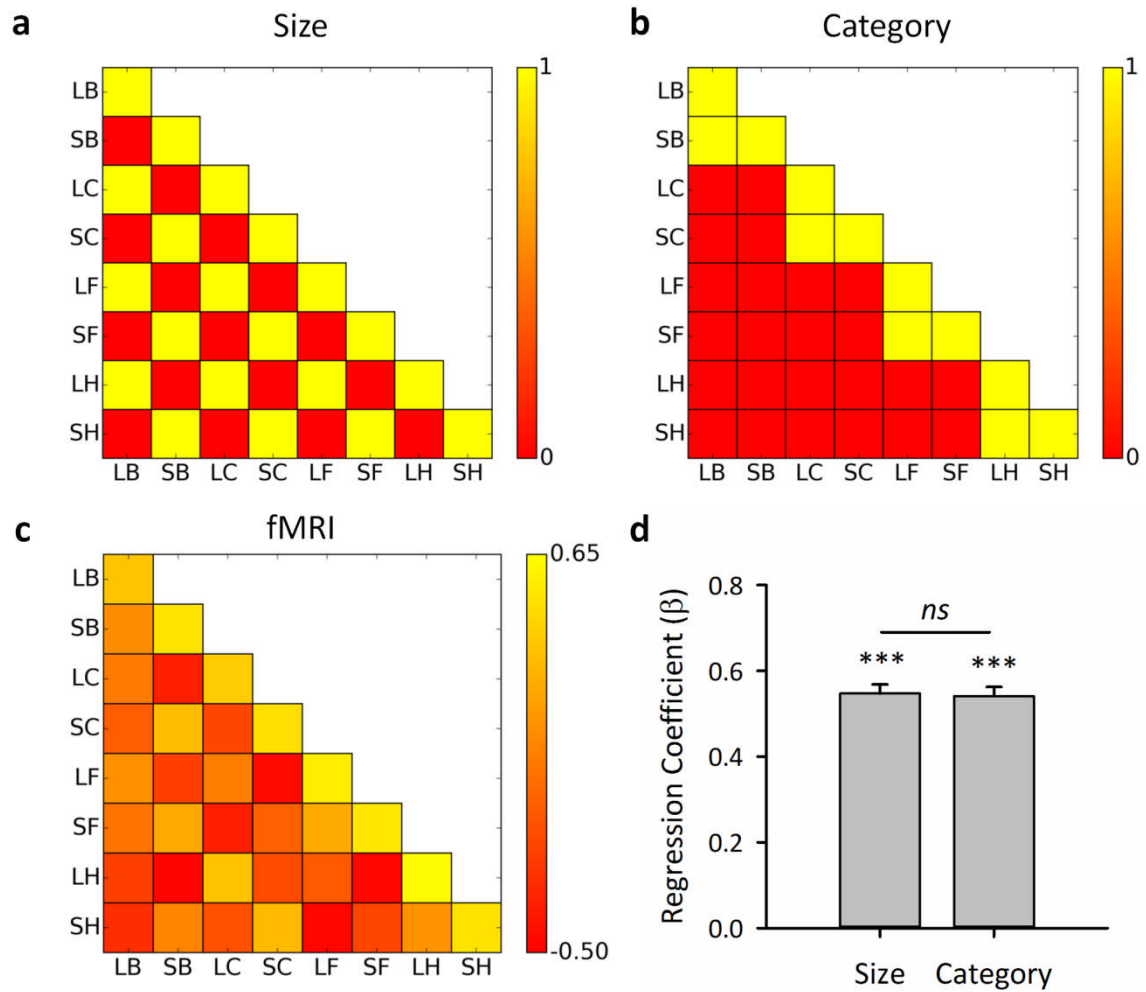 a
Size
1
LB
SB
LC
SC
LF
SF
LH
SH
0
LB SB LC SC LF SF LH SH
b
Category
1
LB
SB
LC
SC
LF
SF
LH
SH
0
LB SB LC SC LF SF LH SH
c
fMRI
0.65
LB
SB
LC
SC
LF
SF
LH
SH
-0.50
LB SB LC SC LF SF LH SH
d
Regression Coefficient (β)
0.8
0.6
0.4
0.2
0.0
ns
*** ***
Size Category